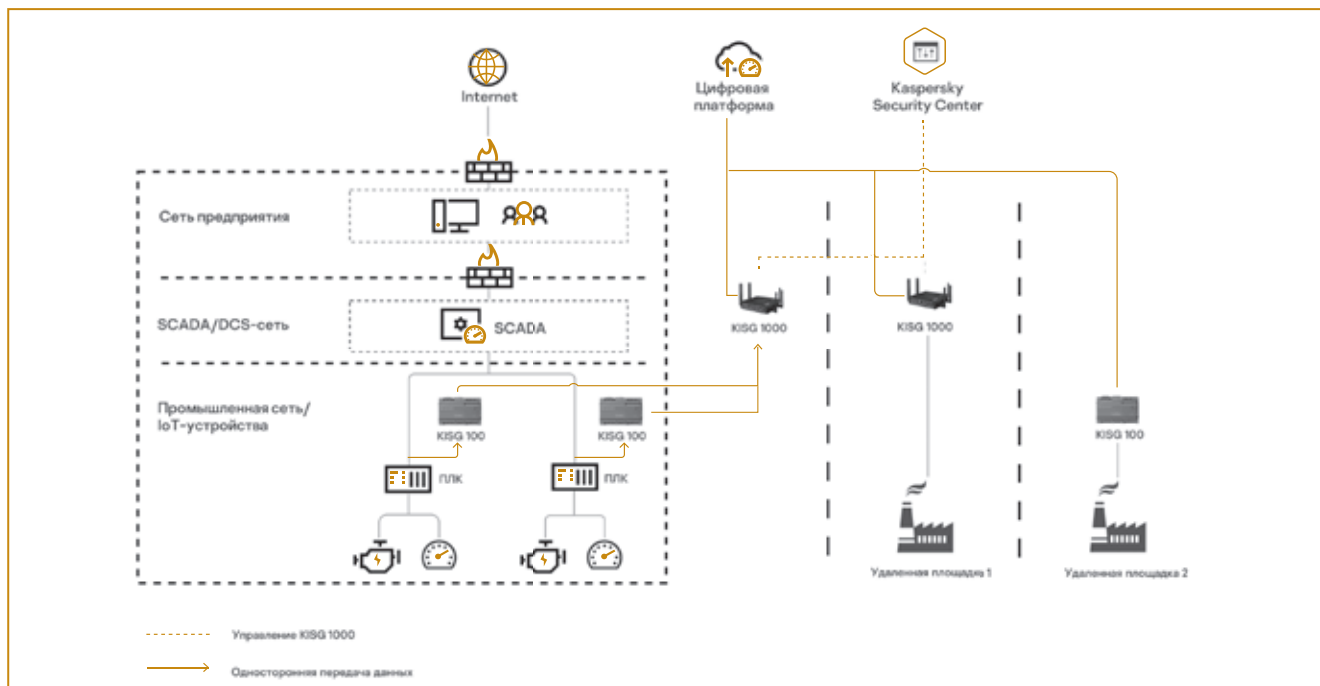 Internet
Цифровая
платформа
Kaspersky
Security Center
Сеть предприятия
SCADA/DCS-сеть
SCADA
KISG 1000
KISG 1000
Промышленная сеть/
IoT-устройства
KISG 100
KISG 100
KISG 100
ПЛК
ПЛК
Удаленная площадка 1
Удаленная площадка 2
Управление KISG 1000
Односторонняя передача данных